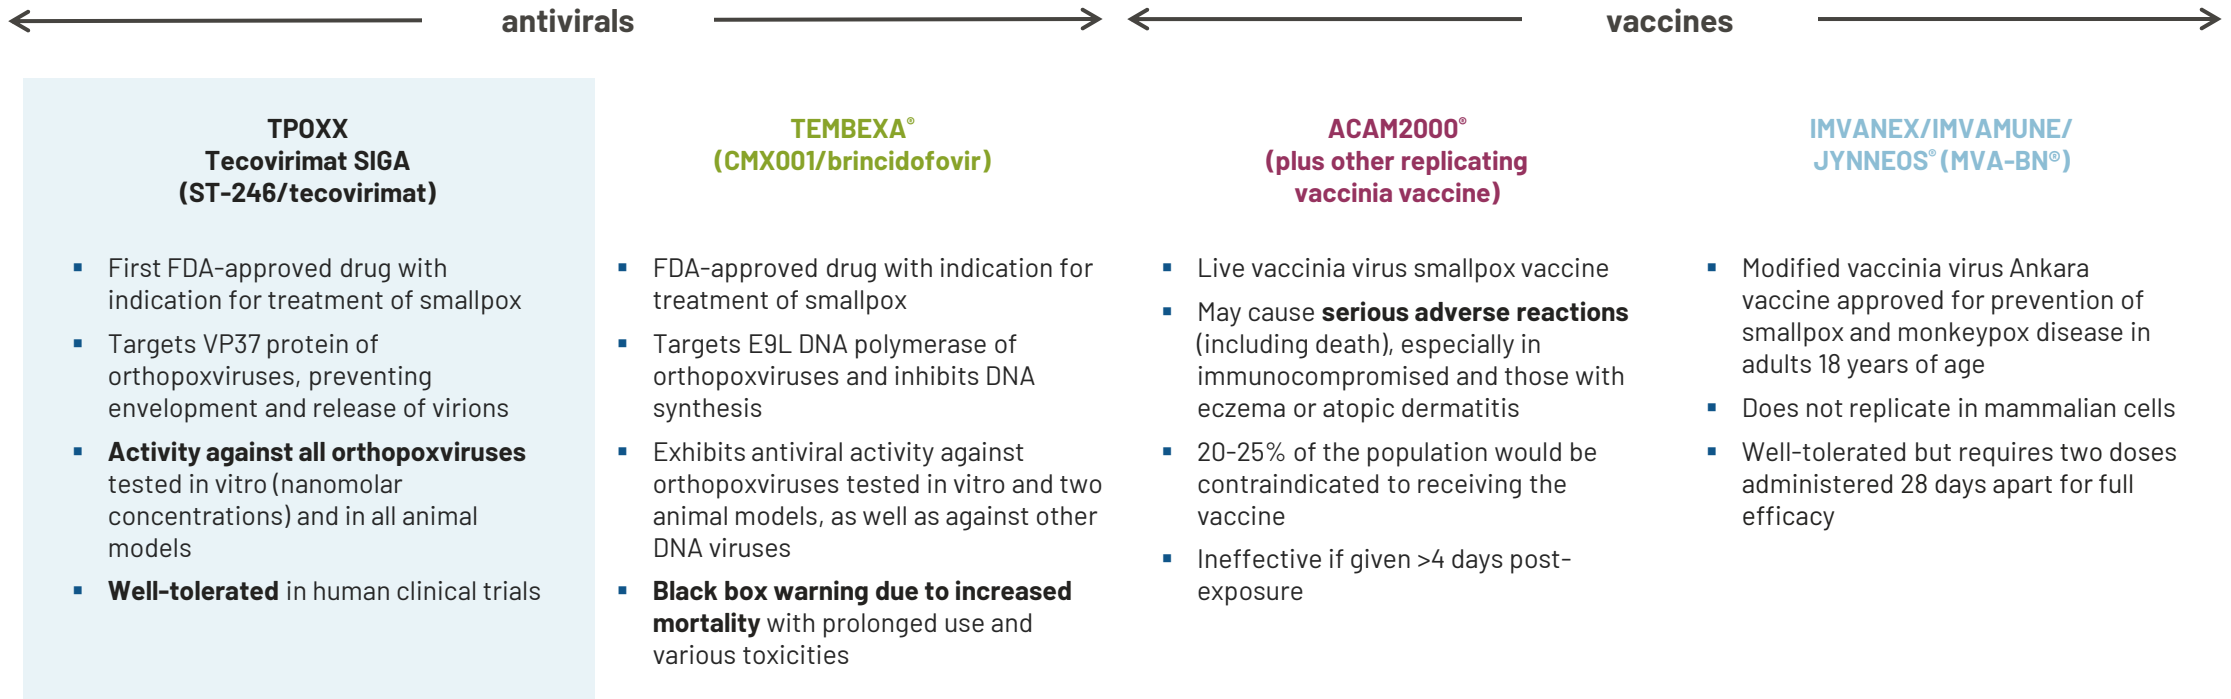 antivirals
vaccines
TPOXX
Tecovirimat SIGA
(ST-246/tecovirimat)
▪ First FDA-approved drug with
indication for treatment of smallpox
▪ Targets VP37 protein of
orthopoxviruses, preventing
envelopment and release of virions
▪ Activity against all orthopoxviruses
tested in vitro (nanomolar
concentrations) and in all animal
models
▪ Well-tolerated in human clinical trials
TEMBEXA®
(CMX001/brincidofovir)
▪ FDA-approved drug with indication for
treatment of smallpox
▪ Targets E9L DNA polymerase of
orthopoxviruses and inhibits DNA
synthesis
▪ Exhibits antiviral activity against
orthopoxviruses tested in vitro and two
animal models, as well as against other
DNA viruses
▪ Black box warning due to increased
mortality with prolonged use and
various toxicities
ACAM2000®
(plus other replicating
vaccinia vaccine)
▪ Live vaccinia virus smallpox vaccine
▪ May cause serious adverse reactions
(including death), especially in
immunocompromised and those with
eczema or atopic dermatitis
▪ 20-25% of the population would be
contraindicated to receiving the
vaccine
▪ Ineffective if given >4 days post-
exposure
IMVANEX/IMVAMUNE/
JYNNEOS® (MVA-BN®)
▪ Modified vaccinia virus Ankara
vaccine approved for prevention of
smallpox and monkeypox disease in
adults 18 years of age
▪ Does not replicate in mammalian cells
▪ Well-tolerated but requires two doses
administered 28 days apart for full
efficacy